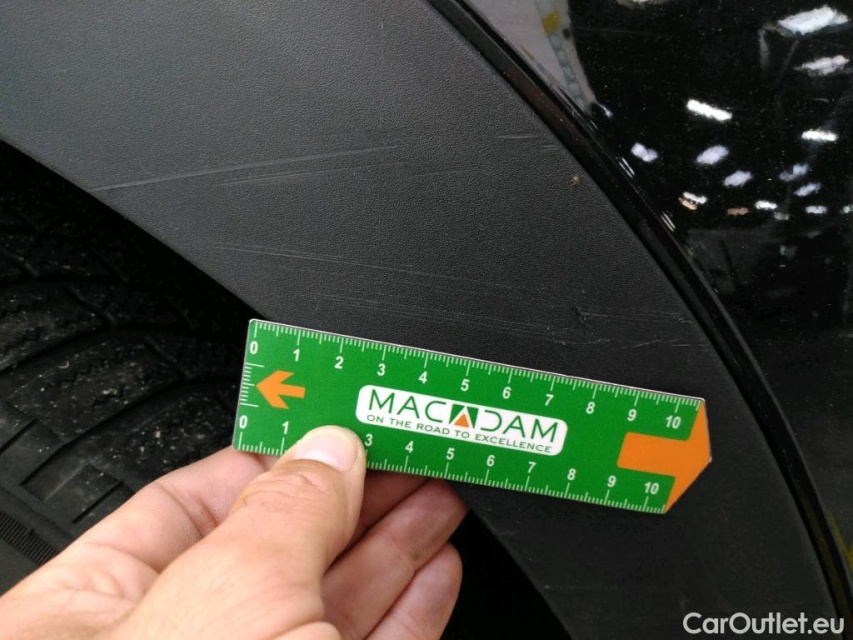 0 1 2 3 4 5 6 7 8 9 10
MACADAM
ON THE ROAD TO EXCELLENCE
0 1 3 4 5 6 7 8 9 10
CarOutlet.eu